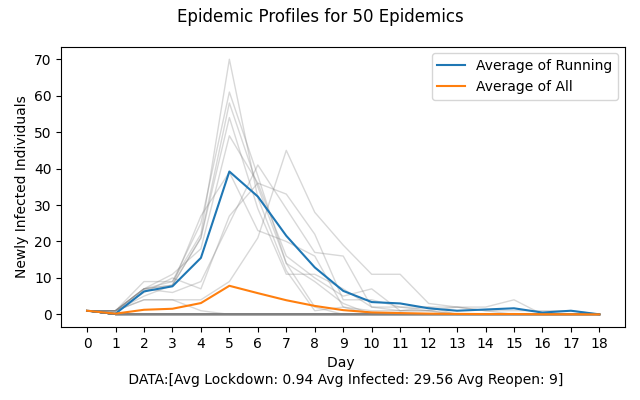 Epidemic Profiles for 50 Epidemics
Newly Infected Individuals
70
60
50
40
30
20
10
0
Average of Running
Average of All
0 1 2 3 4 5 6 7 8 9 10 11 12 13 14 15 16 17 18
Day
DATA:[Avg Lockdown: 0.94 Avg Infected: 29.56 Avg Reopen: 9]